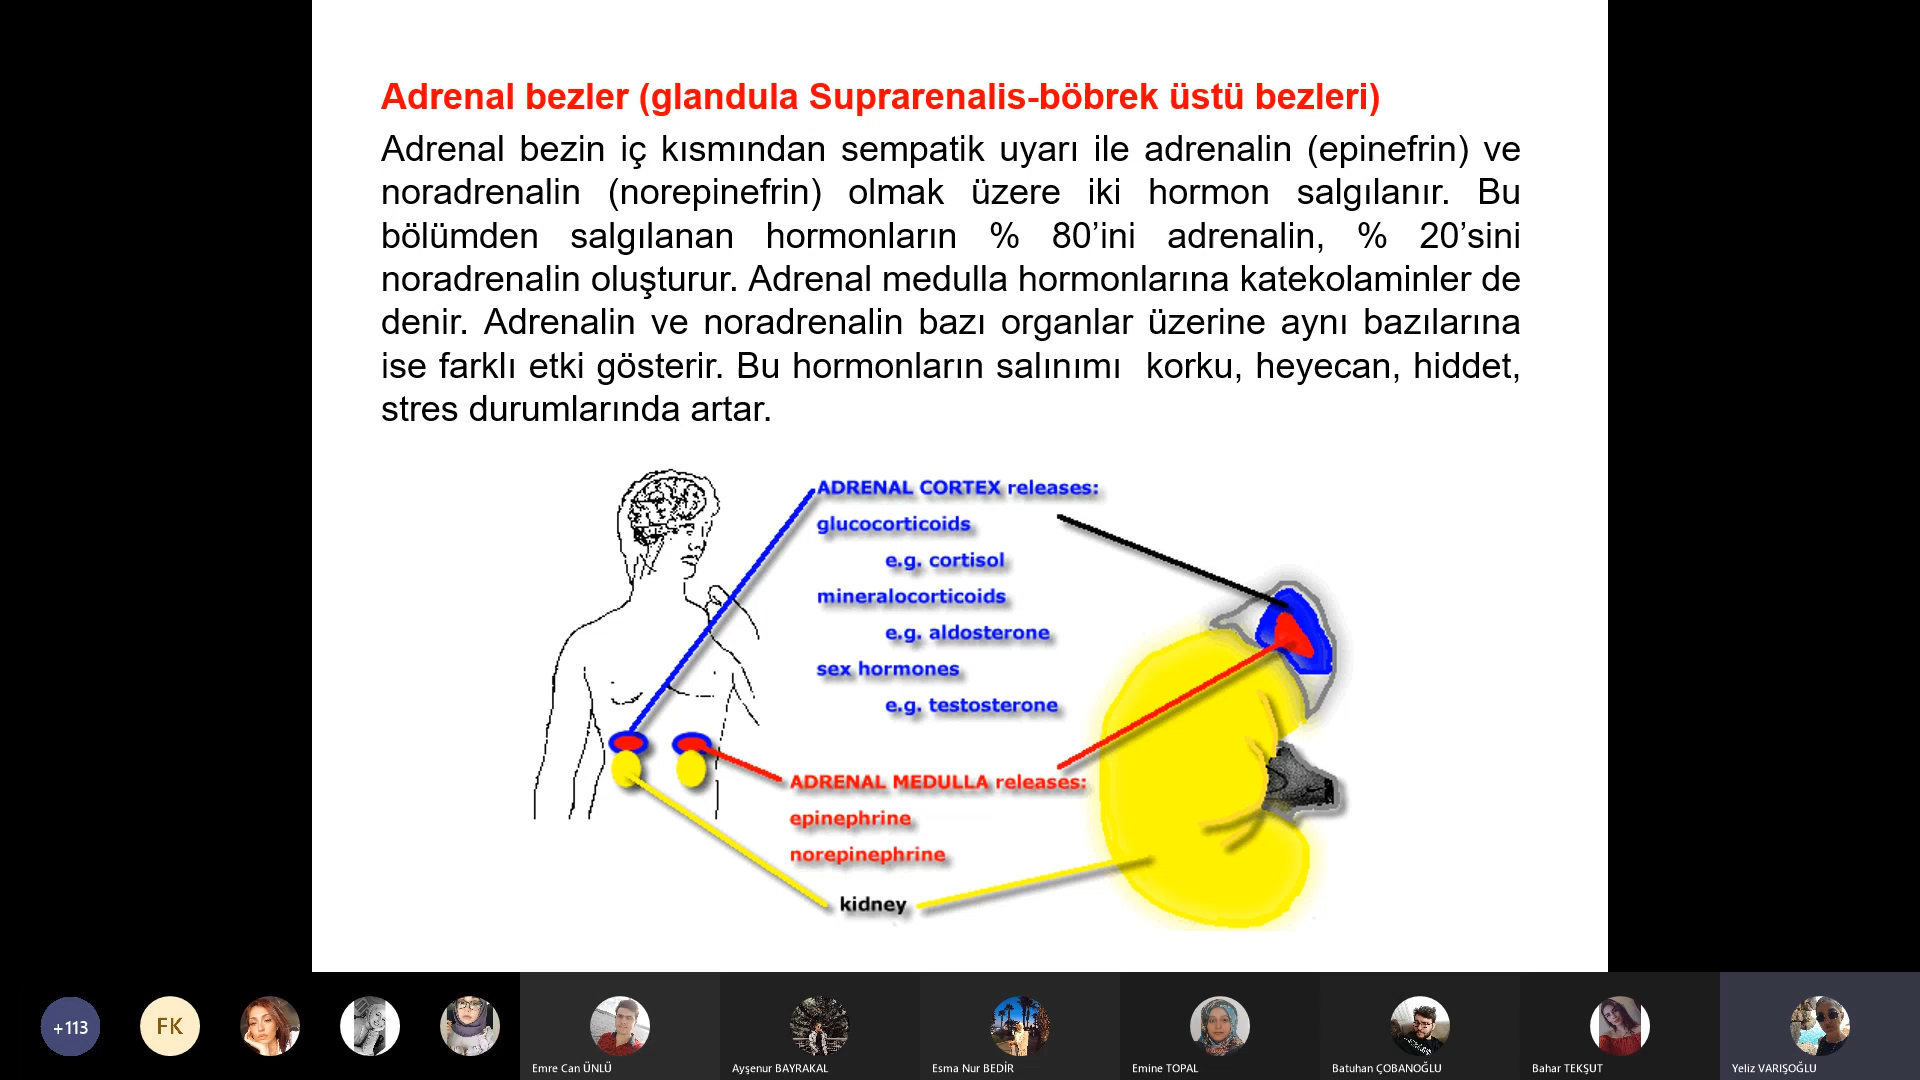 Adrenal bezler (glandula Suprarenalis-böbrek üstü bezleri)
Adrenal bezin iç kısmından sempatik uyarı ile adrenalin (epinefrin) ve
noradrenalin (norepinefrin) olmak üzere iki hormon salgılanır. Bu
bölümden salgılanan hormonların % 80’ini adrenalin, % 20’sini
noradrenalin oluşturur. Adrenal medulla hormonlarına katekolaminler de
denir. Adrenalin ve noradrenalin bazı organlar üzerine aynı bazılarına
ise farklı etki gösterir. Bu hormonların salınımı  korku, heyecan, hiddet,
stres durumlarında artar.
ADRENAL CORTEX releases:
glucocorticoids
e.g. cortisol
mineralocorticoids
e.g. aldosterone
sex hormones
e.g. testosterone
ADRENAL MEDULLA releases:
epinephrine
norepinephrine
kidney
+113
FK
Emre Can ÜNLÜ
Ayşenur BAYRAKAL
Esma Nur BEDİR
Emine TOPAL
Batuhan ÇOBANOĞLU
Bahar TEKŞUT
Yeliz VARIŞOĞLU